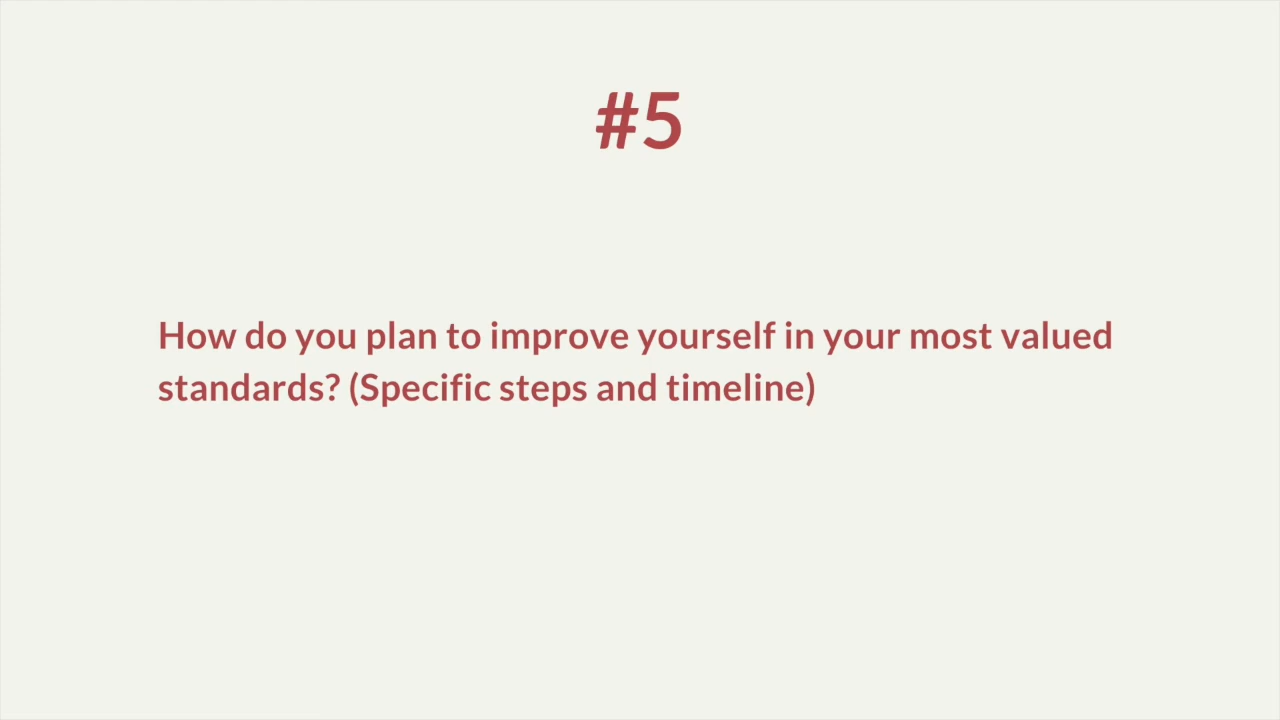 #5
How do you plan to improve yourself in your most valued
standards? (Specific steps and timeline)